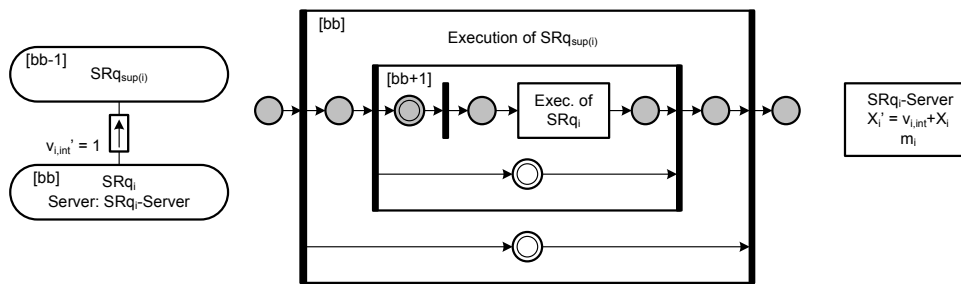 [bb-1]
SRqsup(i)
vi,int' = 1
[bb]
SRqi
Server: SRqi-Server
[bb]
Execution of SRqsup(i)
[bb+1]
Exec. of
SRqi
SRqi-Server
Xi' = vi,int+Xi
mi